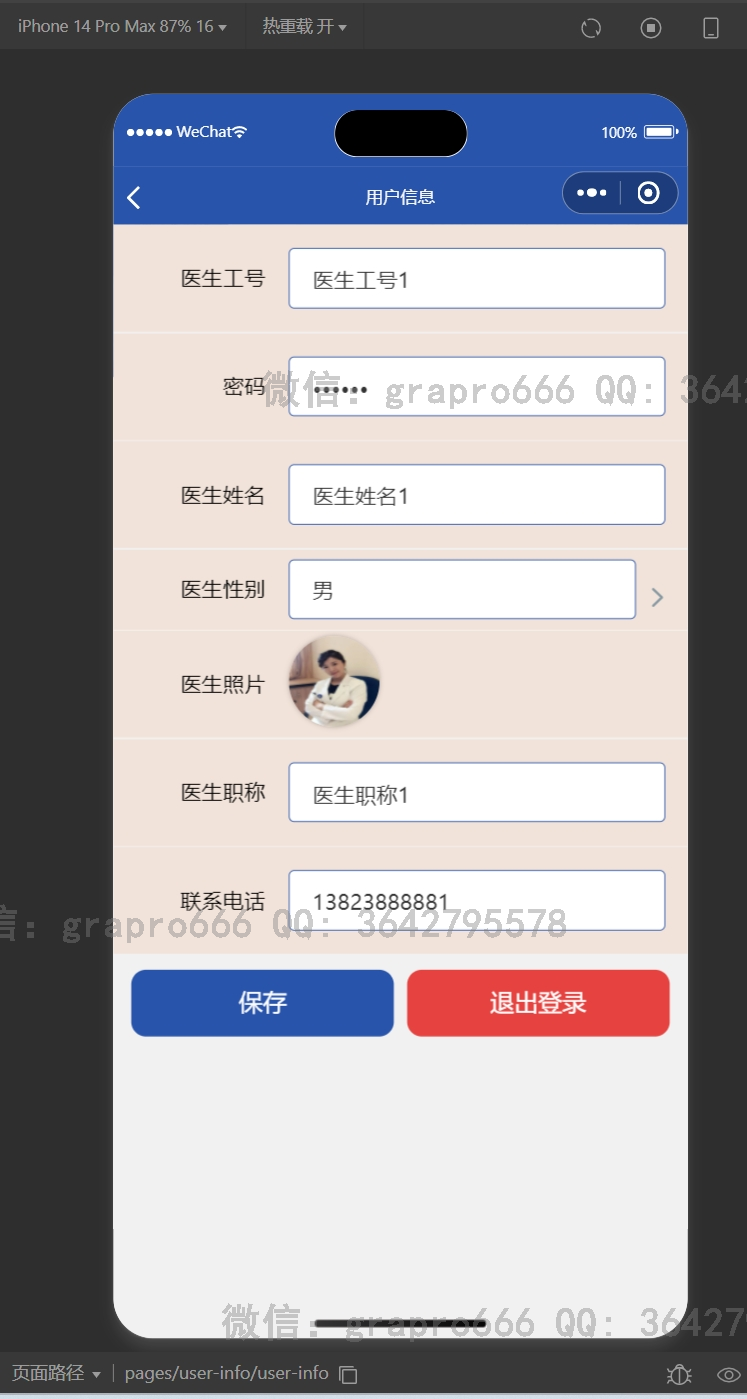 iPhone 14 Pro Max 87% 16 热重载 开
WeChat 100%
用户信息
医生工号 医生工号1
密码 ••••••
微信: grapro666 QQ: 364
医生姓名 医生姓名1
医生性别 男
医生照片
医生职称 医生职称1
联系电话 13823888881
信: grapro666 QQ: 3642795578
保存 退出登录
微信: grapro666 QQ: 36427
页面路径 pages/user-info/user-info